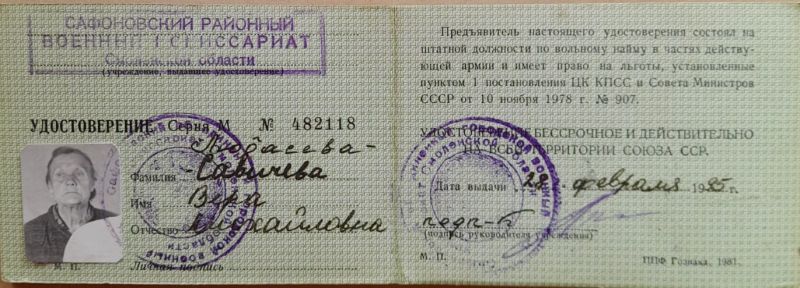 САФОНОВСКИЙ РАЙОННЫЙ
ВОЕННЫЙ КОМИССАРИАТ
Смоленской области
(учреждение, выдавшее удостоверение)
УДОСТОВЕРЕНИЕ Серия М № 482118
Савичева
Фамилия
Имя Вера
Отчество Михайловна
М. П. Личная подпись
Предъявитель настоящего удостоверения состоял на
штатной должности по вольному найму в частях действу-
ющей армии и имеет право на льготы, установленные
пунктом 1 постановления ЦК КПСС и Совета Министров
СССР от 10 ноября 1978 г. № 907.
УДОСТОВЕРЕНИЕ БЕССРОЧНОЕ И ДЕЙСТВИТЕЛЬНО
НА ВСЕЙ ТЕРРИТОРИИ СОЮЗА ССР.
Дата выдачи февраля 1985 г.
(подпись руководителя учреждения)
М. П. ППФ Гознака. 1981.